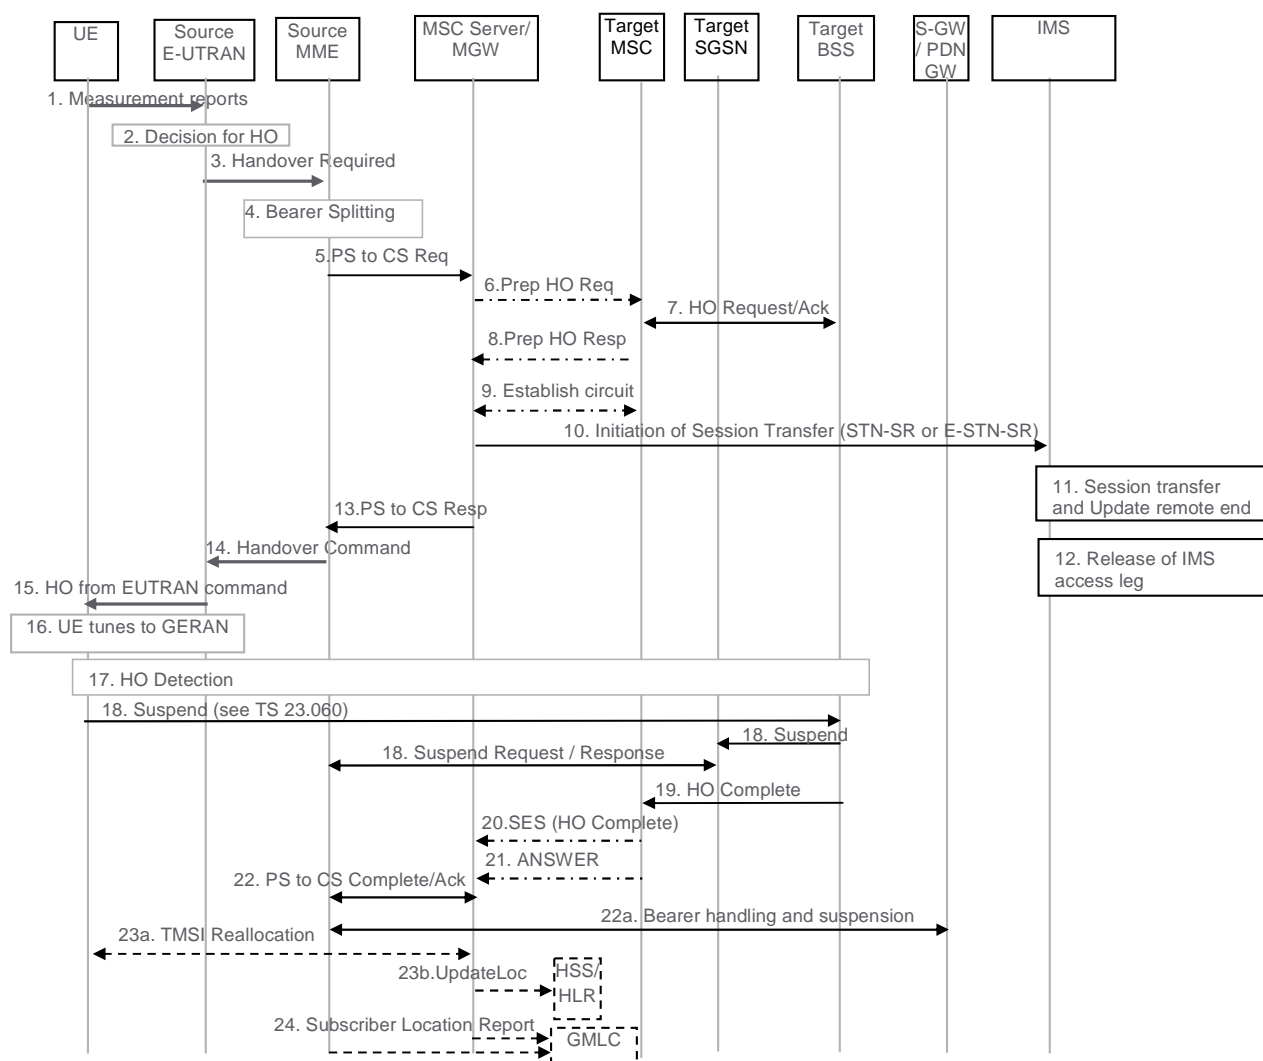 UE
Source
E-UTRAN
Source
MME
MSC Server/
MGW
Target
MSC
Target
SGSN
Target
BSS
S-GW
/ PDN
GW
IMS
1. Measurement reports
2. Decision for HO
3. Handover Required
4. Bearer Splitting
5.PS to CS Req
6.Prep HO Req
7. HO Request/Ack
8.Prep HO Resp
9. Establish circuit
10. Initiation of Session Transfer (STN-SR or E-STN-SR)
11. Session transfer
and Update remote end
13.PS to CS Resp
14. Handover Command
12. Release of IMS
access leg
15. HO from EUTRAN command
16. UE tunes to GERAN
17. HO Detection
18. Suspend (see TS 23.060)
18. Suspend
18. Suspend Request / Response
19. HO Complete
20.SES (HO Complete)
21. ANSWER
22. PS to CS Complete/Ack
22a. Bearer handling and suspension
23a. TMSI Reallocation
23b.UpdateLoc
HSS/
HLR
24. Subscriber Location Report
GMLC